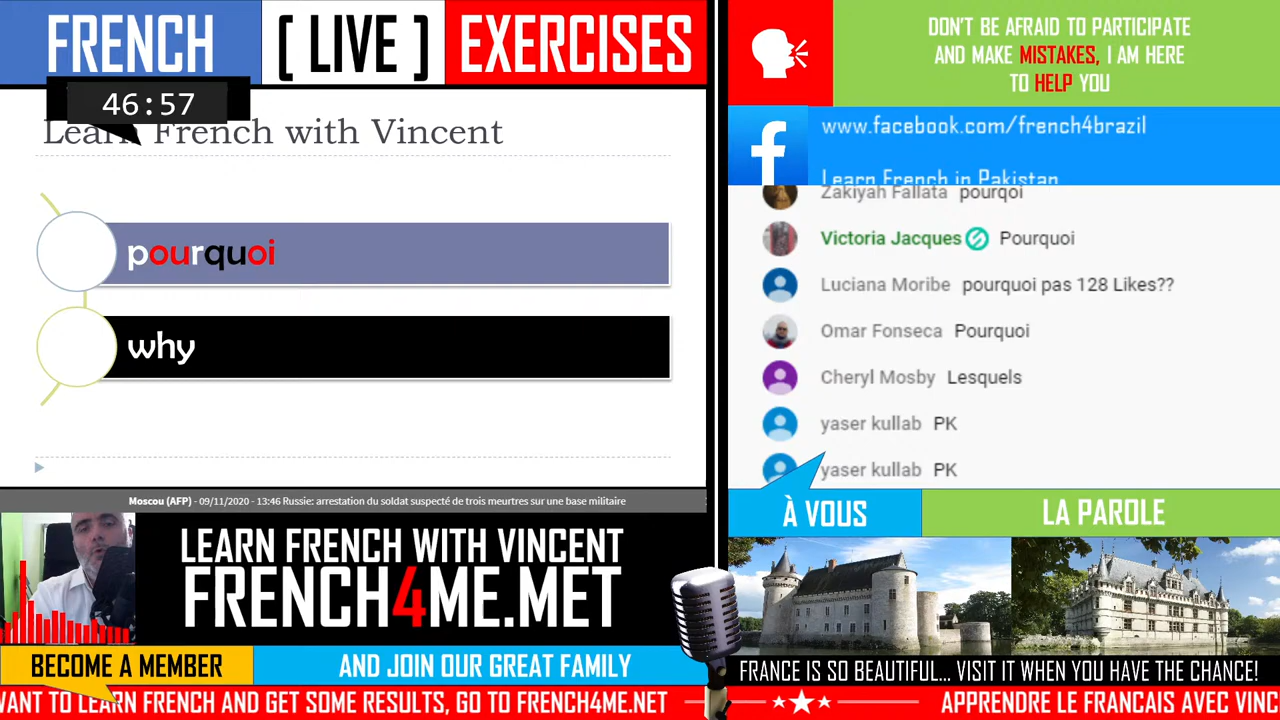 FRENCH [ LIVE ] EXERCISES
46:57
Learn French with Vincent
pourquoi
why
Moscou (AFP) - 09/11/2020 - 13:46 Russie: arrestation du soldat suspecté de trois meurtres sur une base militaire
LEARN FRENCH WITH VINCENT
FRENCH4ME.MET
BECOME A MEMBER
AND JOIN OUR GREAT FAMILY
WANT TO LEARN FRENCH AND GET SOME RESULTS, GO TO FRENCH4ME.NET
DON'T BE AFRAID TO PARTICIPATE
AND MAKE MISTAKES, I AM HERE
TO HELP YOU
www.facebook.com/french4brazil
Learn French in Pakistan
Zakiyah Fallata pourqoi
Victoria Jacques Pourquoi
Luciana Moribe pourquoi pas 128 Likes??
Omar Fonseca Pourquoi
Cheryl Mosby Lesquels
yaser kullab PK
yaser kullab PK
À VOUS
LA PAROLE
FRANCE IS SO BEAUTIFUL... VISIT IT WHEN YOU HAVE THE CHANCE!
APPRENDRE LE FRANCAIS AVEC VINC